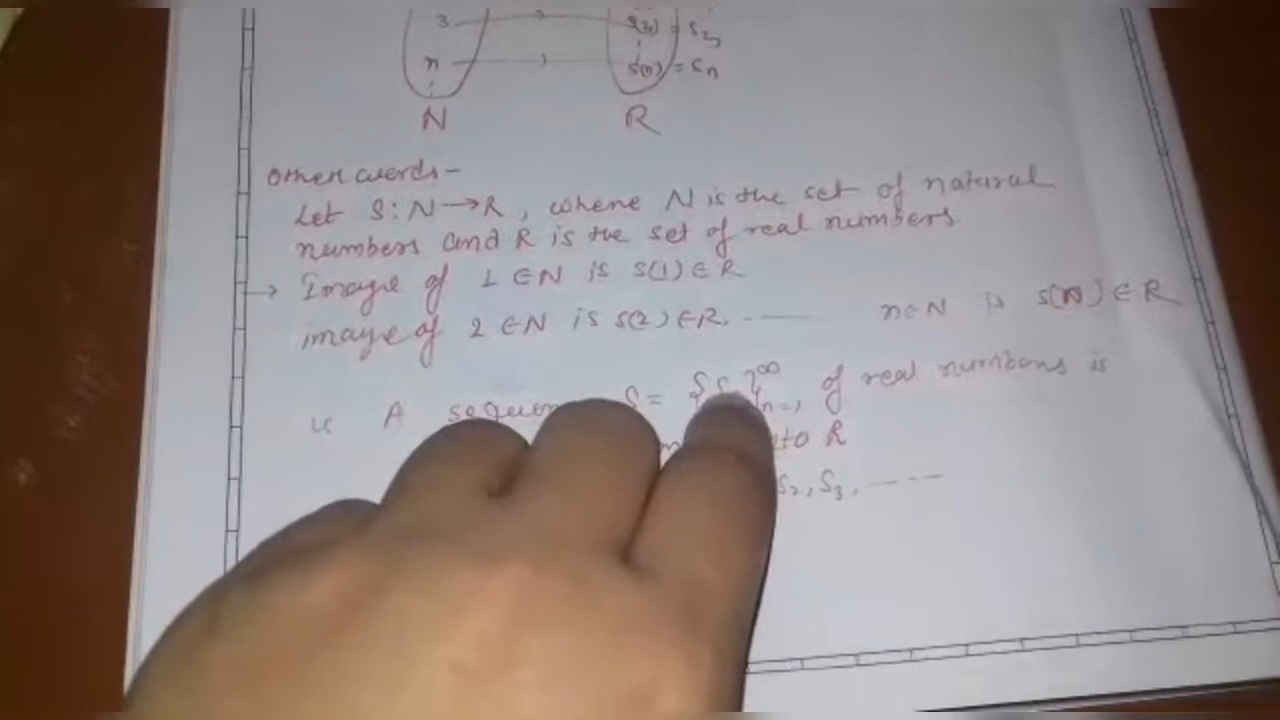 3 s(3) = S3
n s(n) = Sn
N R
Other words-
Let S: N → R, where N is the set of natural
numbers and R is the set of real numbers.
→ Image of 1 ∈ N is s(1) ∈ R
image of 2 ∈ N is s(2) ∈ R. ------ n ∈ N is s(n) ∈ R
A S = of real numbers is
R
S2, S3, ----